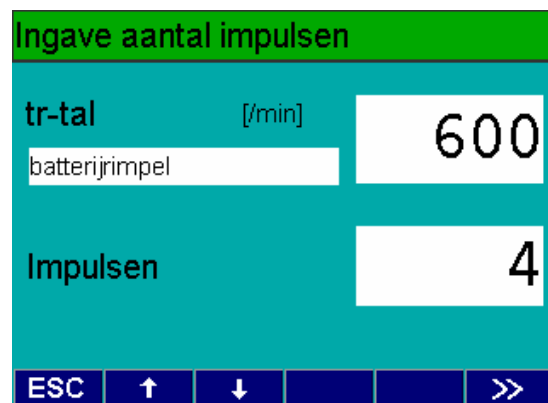 Ingave aantal impulsen
tr-tal [/min] 600
batterijrimpel
Impulsen 4
ESC ↑ ↓ >>